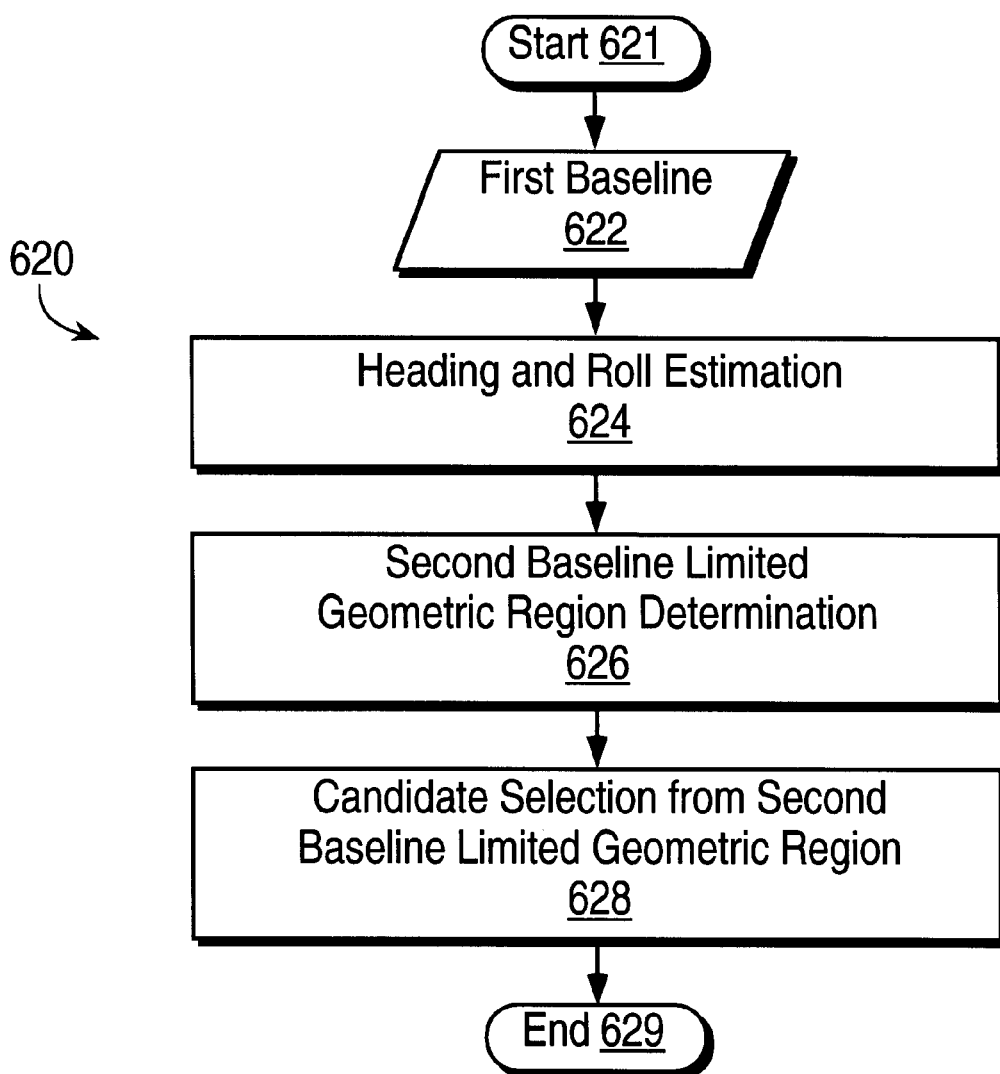 Start 621
First Baseline
622
620
Heading and Roll Estimation
624
Second Baseline Limited
Geometric Region Determination
626
Candidate Selection from Second
Baseline Limited Geometric Region
628
End 629